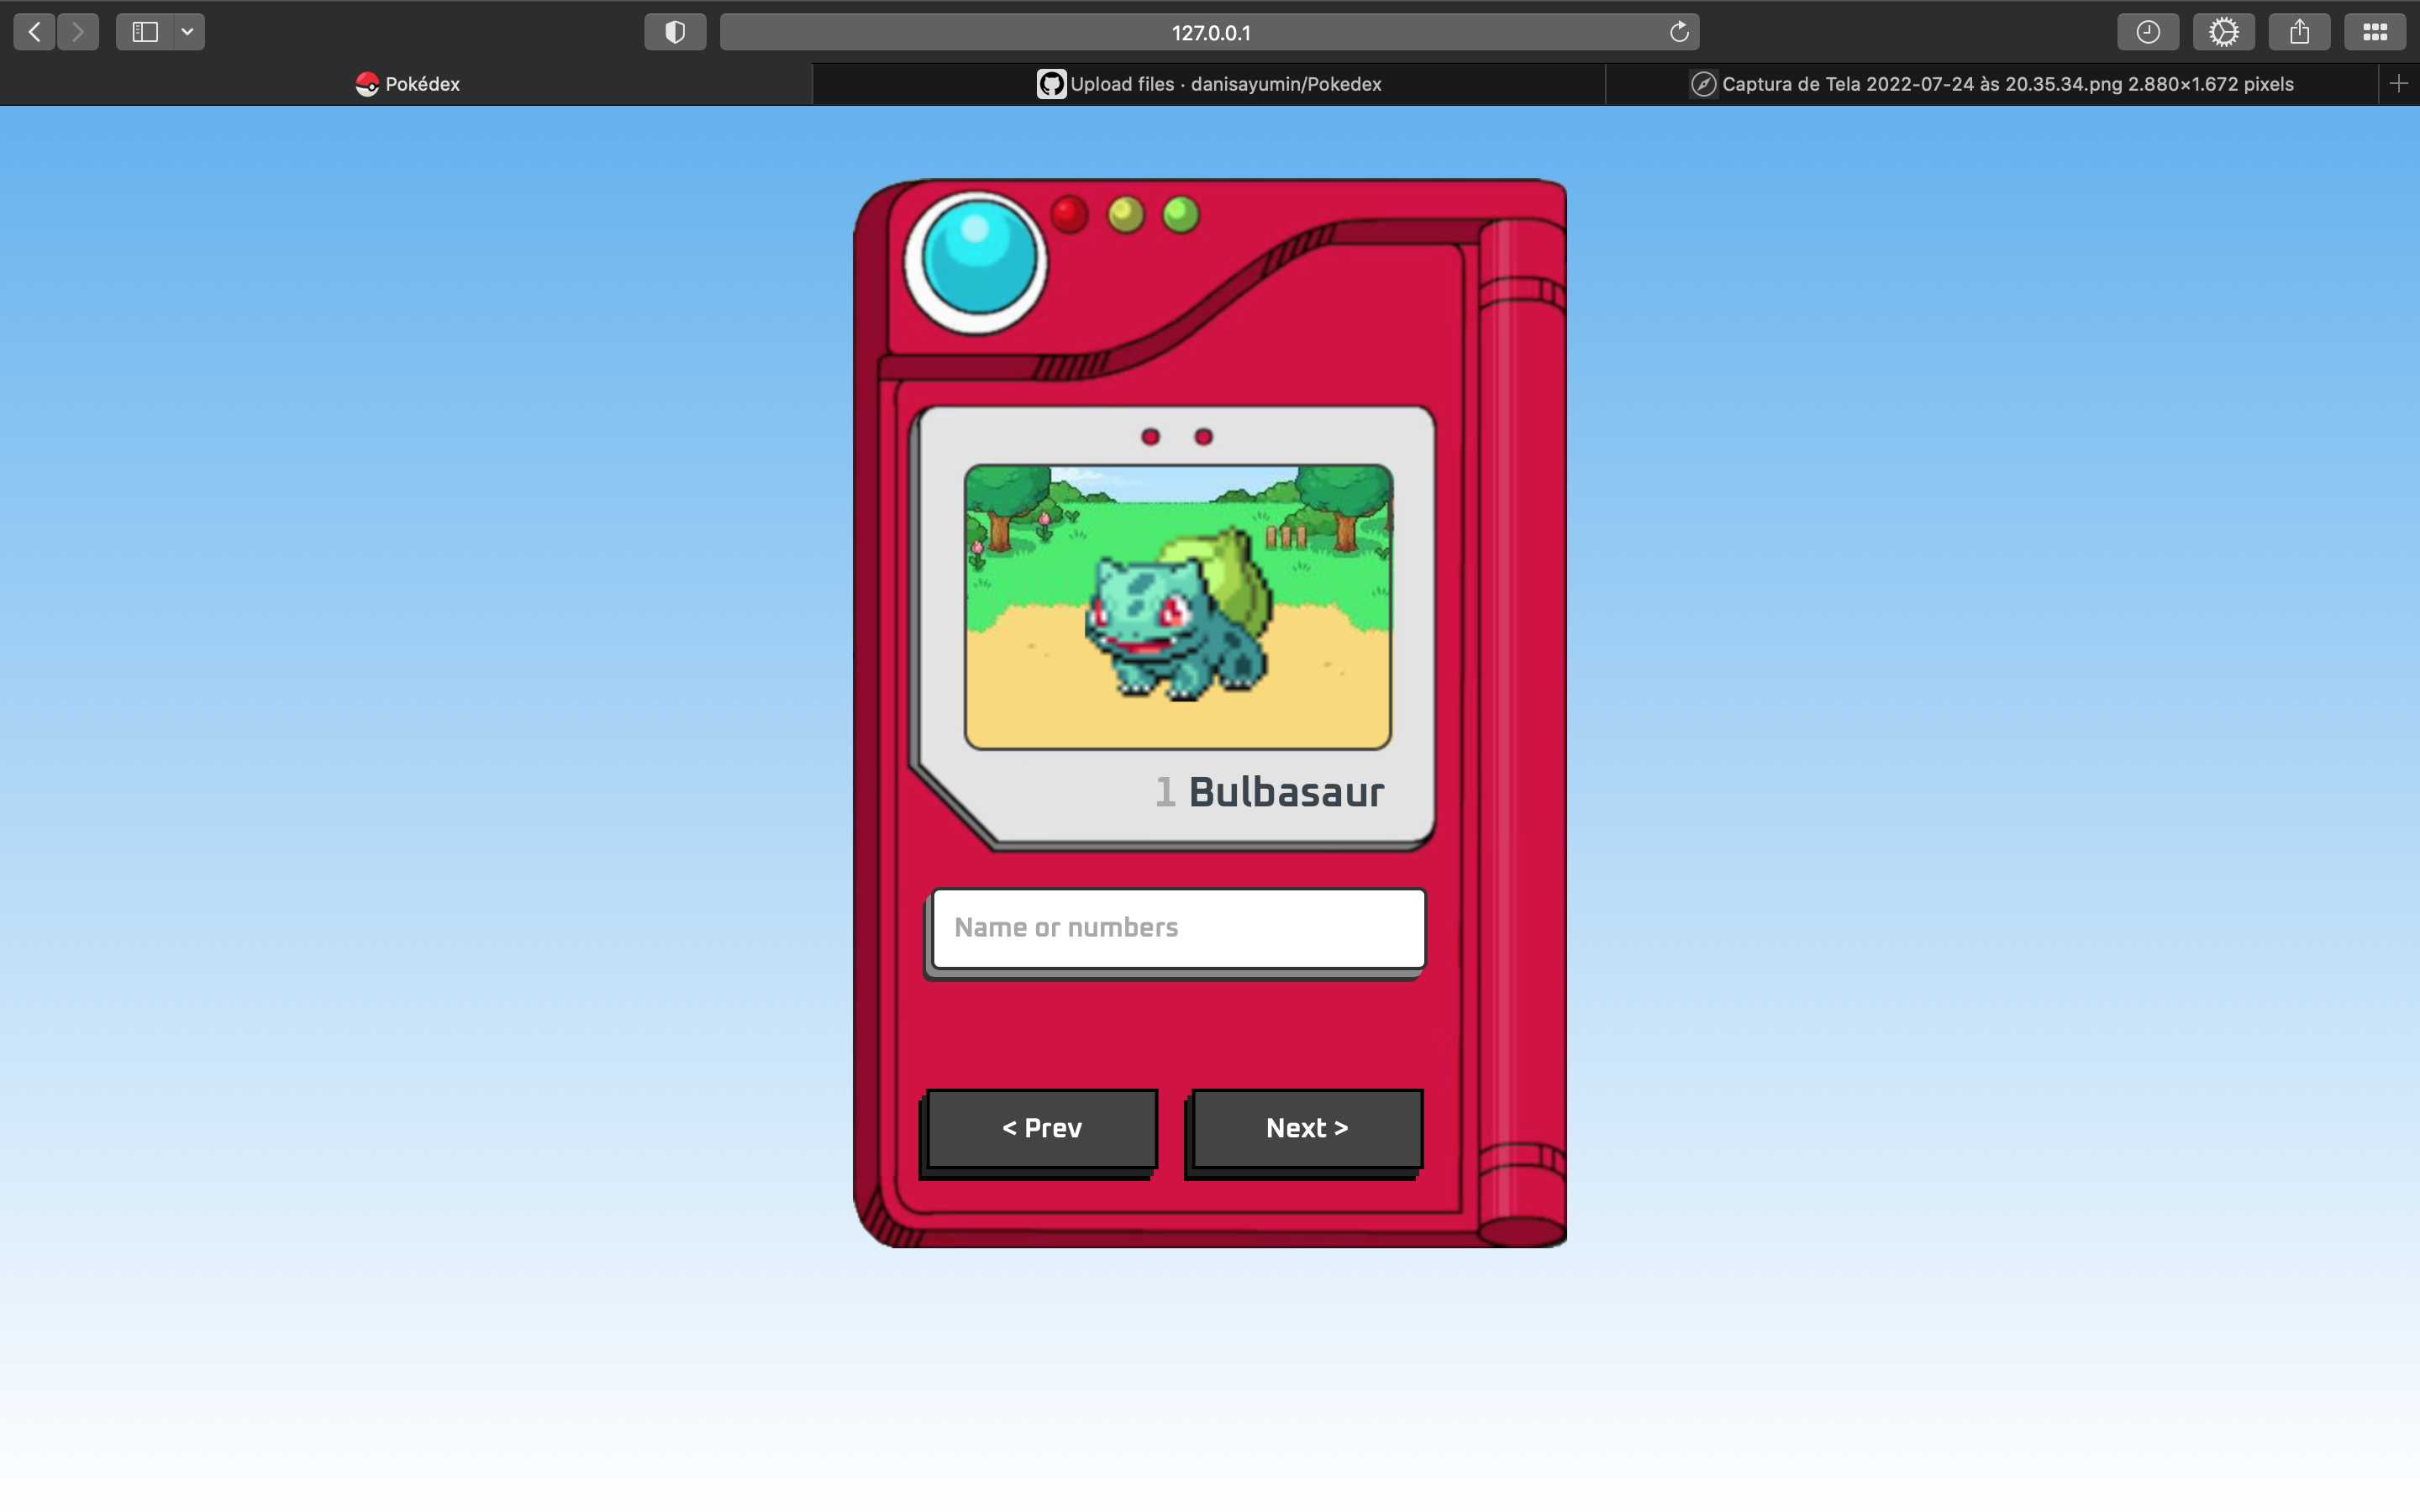 127.0.0.1
Pokédex
Upload files · danisayumin/Pokedex
Captura de Tela 2022-07-24 às 20.35.34.png 2.880×1.672 pixels
1 Bulbasaur
Name or numbers
< Prev
Next >